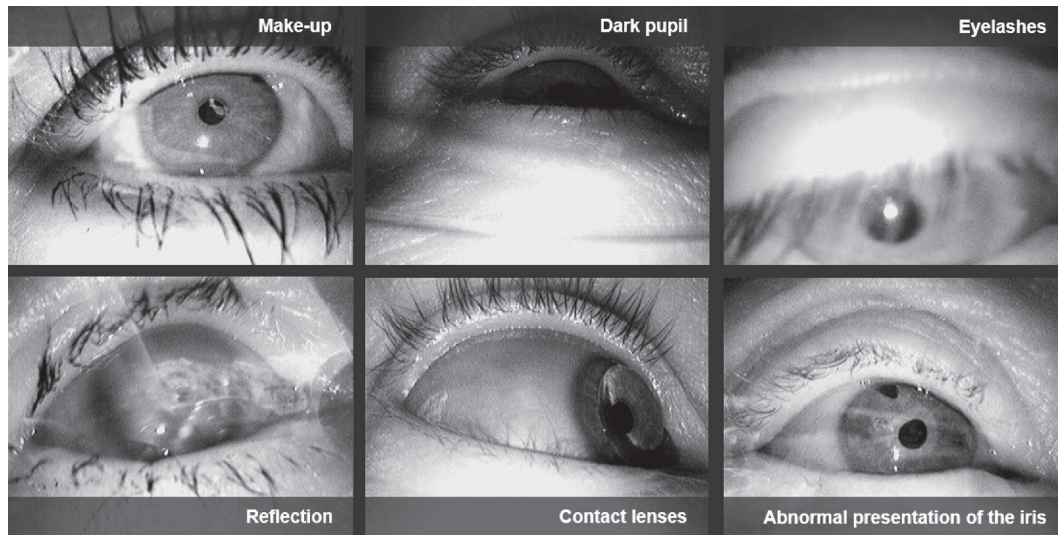 Make-up
Dark pupil
Eyelashes
Reflection
Contact lenses
Abnormal presentation of the iris